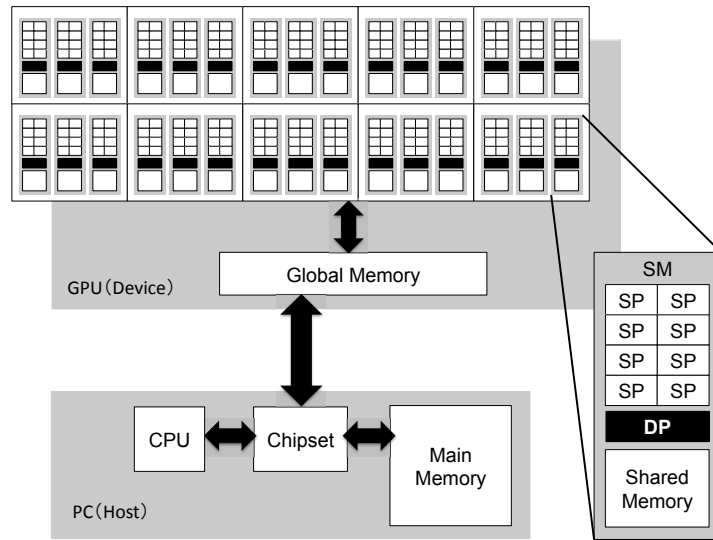 Global Memory
GPU(Device)
SM
SP SP
SP SP
SP SP
SP SP
DP
Shared
Memory
CPU
Chipset
Main
Memory
PC(Host)